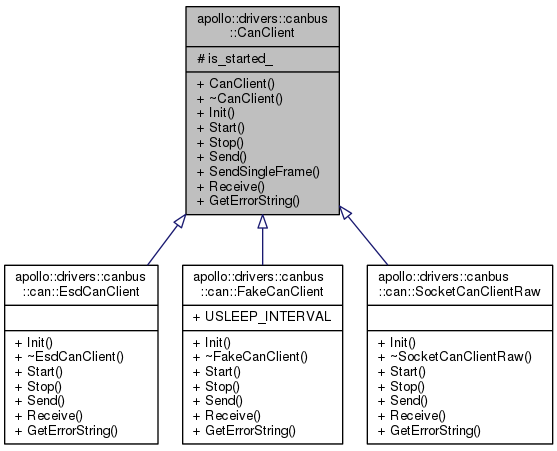 apollo::drivers::canbus
::CanClient
# is_started_
+ CanClient()
+ ~CanClient()
+ Init()
+ Start()
+ Stop()
+ Send()
+ SendSingleFrame()
+ Receive()
+ GetErrorString()
apollo::drivers::canbus
::can::EsdCanClient
+ Init()
+ ~EsdCanClient()
+ Start()
+ Stop()
+ Send()
+ Receive()
+ GetErrorString()
apollo::drivers::canbus
::can::FakeCanClient
+ USLEEP_INTERVAL
+ Init()
+ ~FakeCanClient()
+ Start()
+ Stop()
+ Send()
+ Receive()
+ GetErrorString()
apollo::drivers::canbus
::can::SocketCanClientRaw
+ Init()
+ ~SocketCanClientRaw()
+ Start()
+ Stop()
+ Send()
+ Receive()
+ GetErrorString()